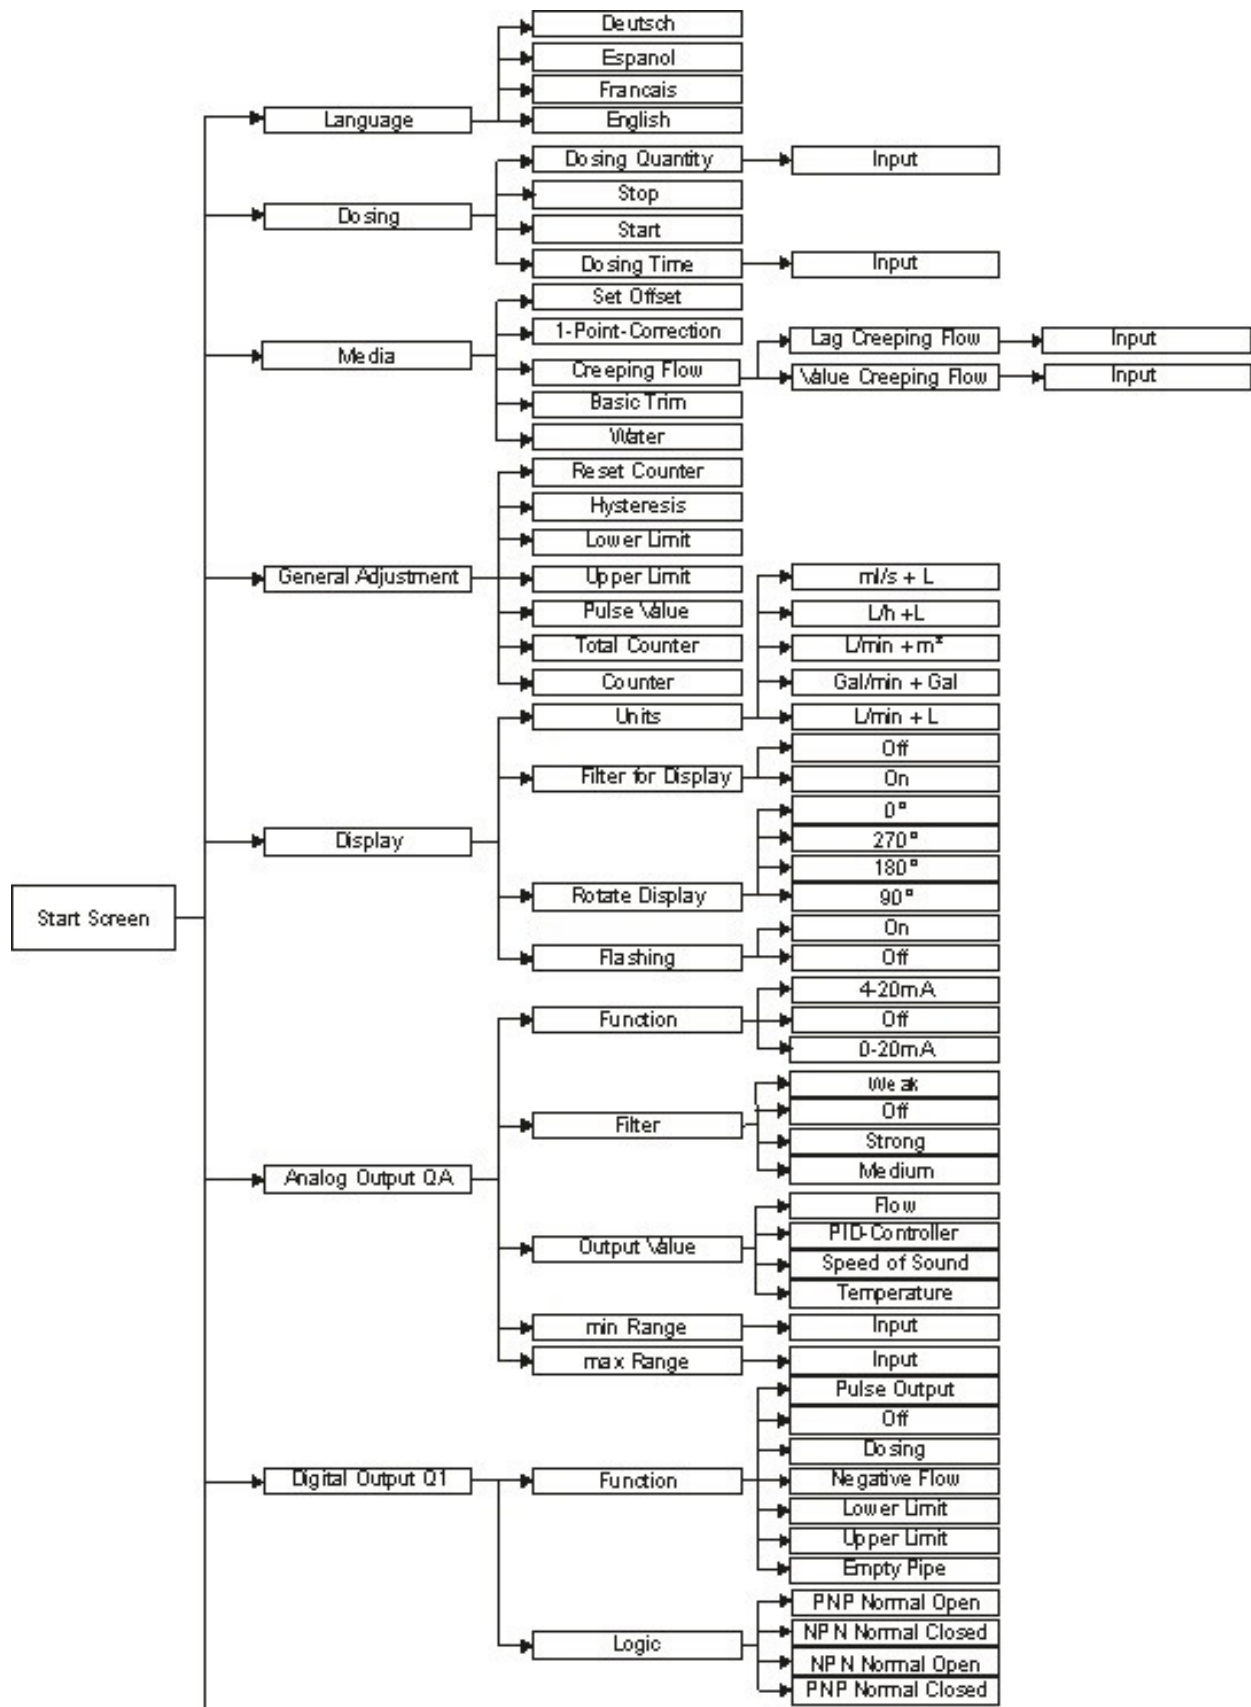 Deutsch
Espanol
Francais
Language
English
Dosing Quantity
Input
Stop
Dosing
Start
Dosing Time
Input
Set Offset
1-Point-Correction
Lag Creeping Flow
Input
Media
Creeping Flow
Value Creeping Flow
Input
Basic Trim
Water
Reset Counter
Hysteresis
Lower Limit
General Adjustment
Upper Limit
ml/s + L
Pulse Value
L/h +L
Total Counter
L/min + m³
Counter
Gal/min + Gal
Units
L/min + L
Off
Filter for Display
On
0°
Display
270°
180°
Rotate Display
90°
Start Screen
On
Flashing
Off
4-20mA
Function
Off
0-20mA
Weak
Off
Filter
Strong
Medium
Analog Output QA
Flow
PID-Controller
Output Value
Speed of Sound
Temperature
min Range
Input
max Range
Input
Pulse Output
Off
Dosing
Digital Output Q1
Function
Negative Flow
Lower Limit
Upper Limit
Empty Pipe
PNP Normal Open
NPN Normal Closed
Logic
NPN Normal Open
PNP Normal Closed